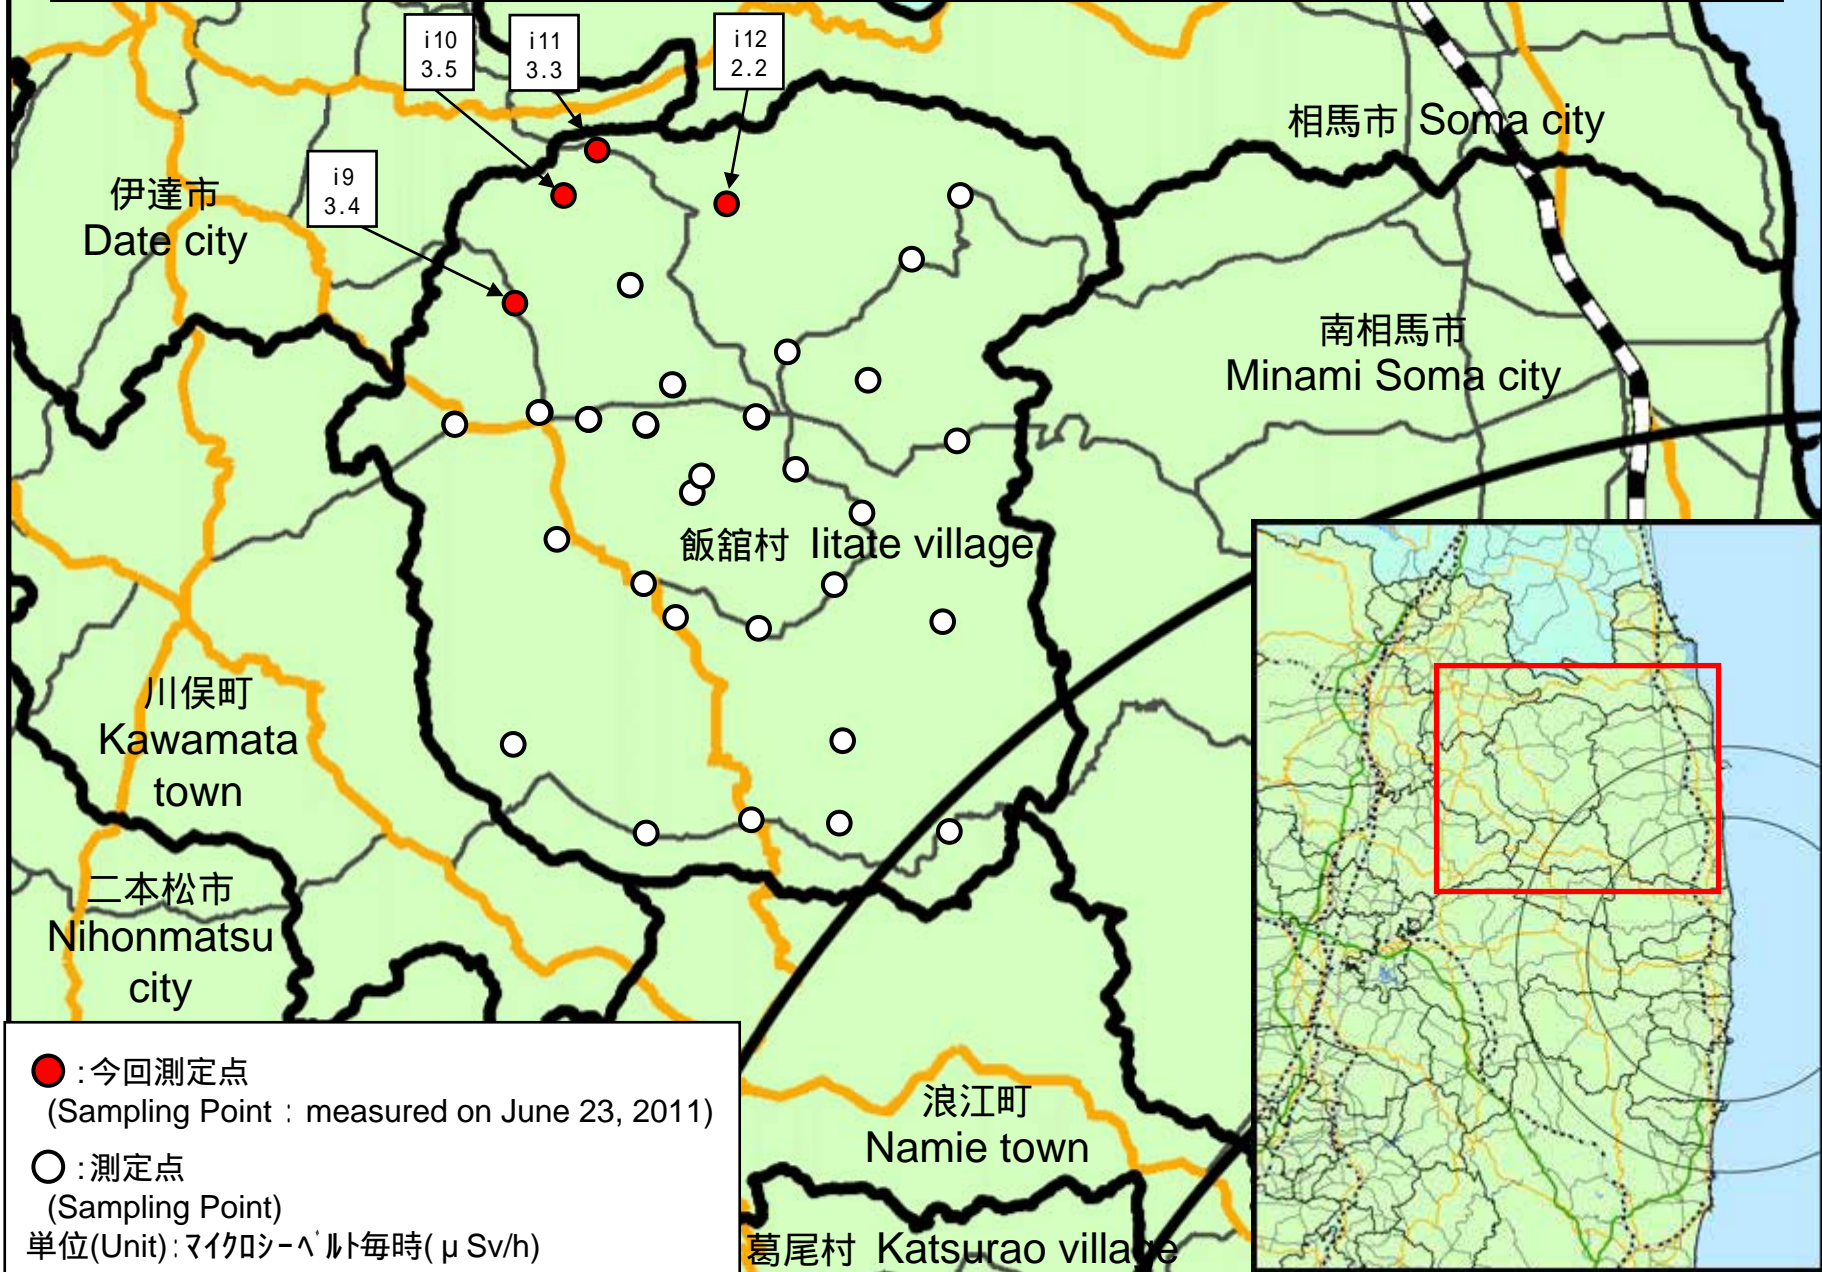 i10
3.5
i11
3.3
i12
2.2
相馬市 Soma city
i9
3.4
伊達市
Date city
南相馬市
Minami Soma city
飯舘村 Iitate village
川俣町
Kawamata
town
二本松市
Nihonmatsu
city
浪江町
Namie town
葛尾村 Katsurao village
:今回測定点
(Sampling Point : measured on June 23, 2011)
:測定点
(Sampling Point)
単位(Unit):マイクロシーベルト毎時(μSv/h)